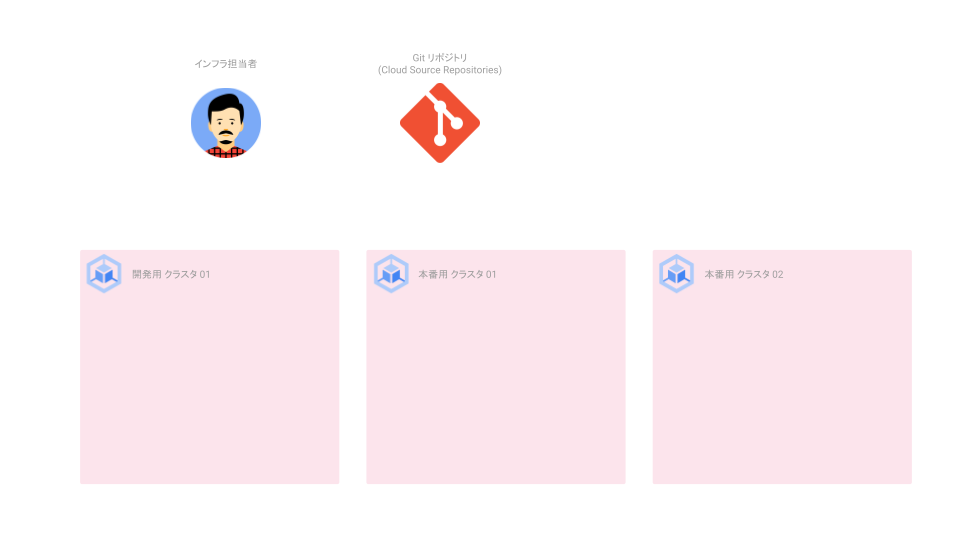 インフラ担当者
Git リポジトリ
(Cloud Source Repositories)
開発用 クラスタ 01
本番用 クラスタ 01
本番用 クラスタ 02